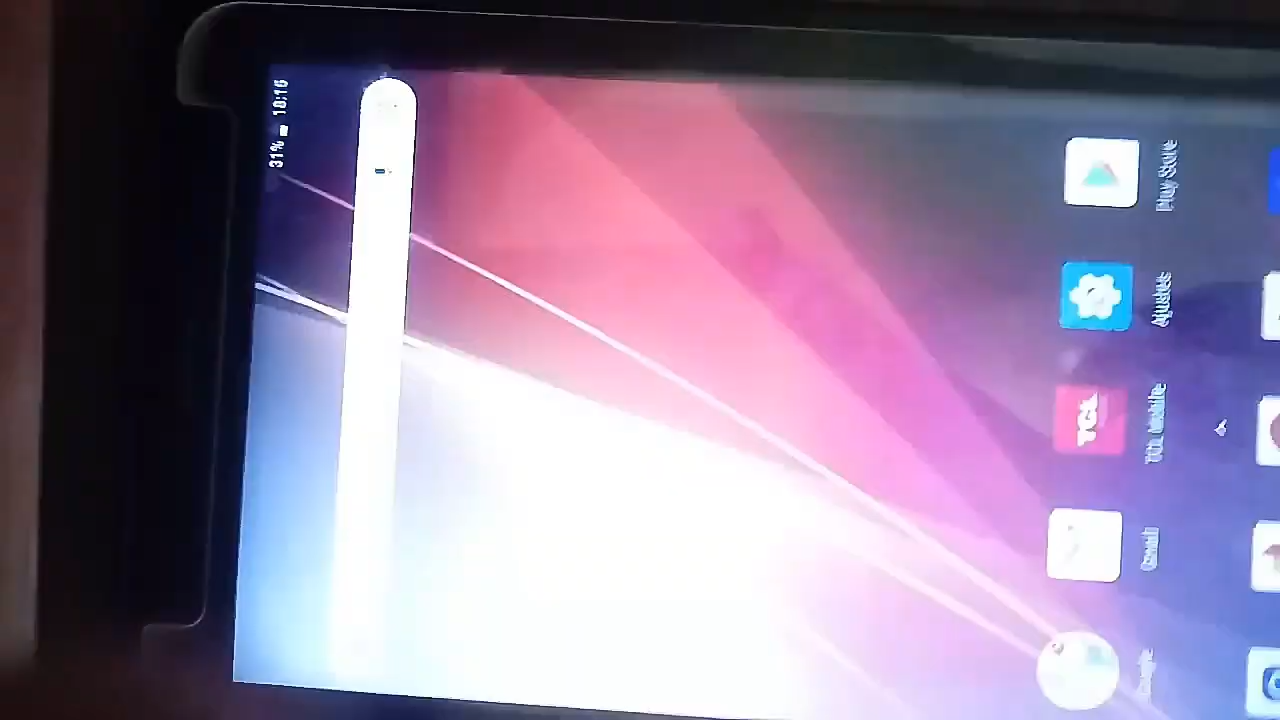 31% 18:16
Play Store
Ajustes
TCL
TCL Mobile
Gmail